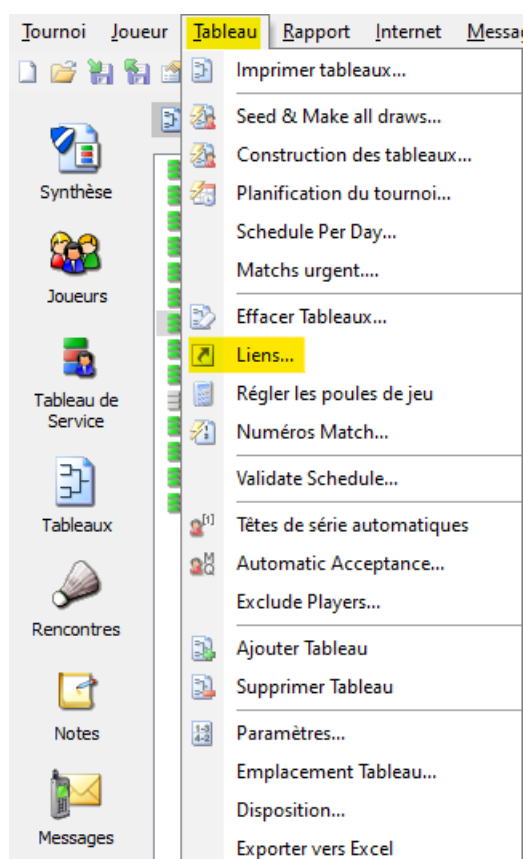 Tournoi Joueur Tableau Rapport Internet Messa
Imprimer tableaux...
Seed & Make all draws...
Construction des tableaux...
Planification du tournoi...
Schedule Per Day...
Matchs urgent....
Effacer Tableaux...
Liens...
Régler les poules de jeu
Numéros Match...
Validate Schedule...
Têtes de série automatiques
Automatic Acceptance...
Exclude Players...
Ajouter Tableau
Supprimer Tableau
Paramètres...
Emplacement Tableau...
Disposition...
Exporter vers Excel
Synthèse
Joueurs
Tableau de
Service
Tableaux
Rencontres
Notes
Messages